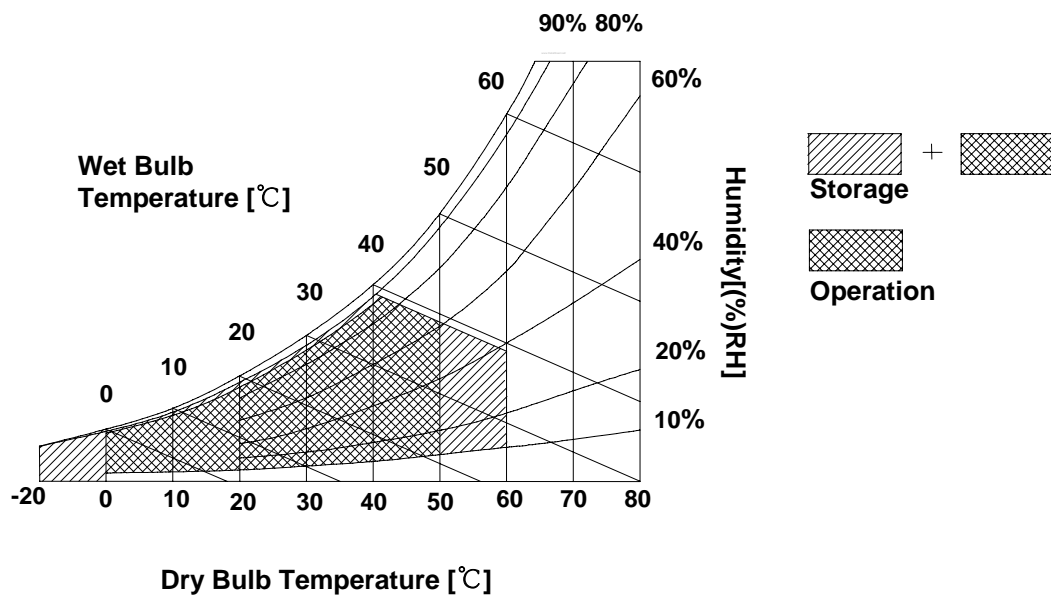 90% 80%
60
60%
Wet Bulb
Temperature [℃]
50
40
30
20
10
0
Humidity[(%)RH]
40%
20%
10%
+
Storage
Operation
-20 0 10 20 30 40 50 60 70 80
Dry Bulb Temperature [℃]